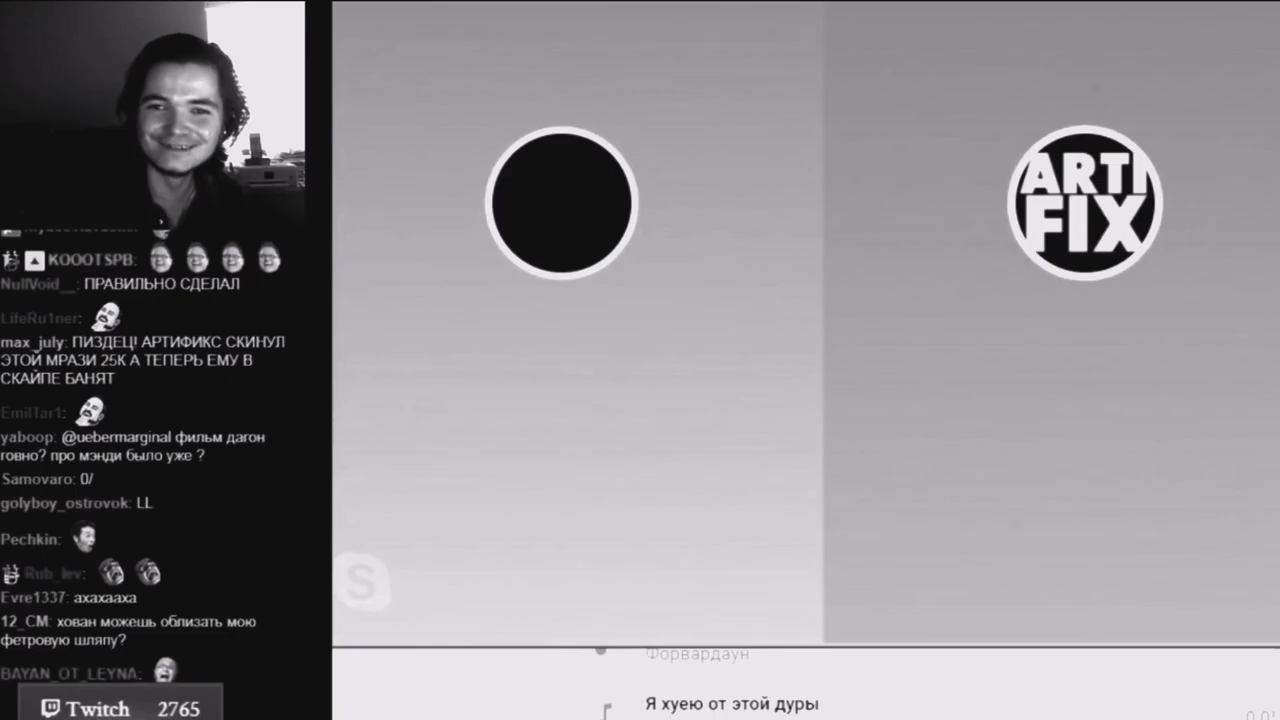 KOOOTSPB:
NullVoid__: ПРАВИЛЬНО СДЕЛАЛ
LifeRu1ner:
max_july: ПИЗДЕЦ! АРТИФИКС СКИНУЛ
ЭТОЙ МРАЗИ 25К А ТЕПЕРЬ ЕМУ В
СКАЙПЕ БАНЯТ
EmilTar1:
yaboop: @uebermarginal фильм дагон
говно? про мэнди было уже ?
Samovaro: 0/
golyboy_ostrovok: LL
Pechkin:
Rub_lev:
Evre1337: ахахааха
12_CM: хован можешь облизать мою
фетровую шляпу?
BAYAN_OT_LEYNA:
Twitch 2765
ARTI
FIX
S
Форвардаун
Я хуею от этой дуры